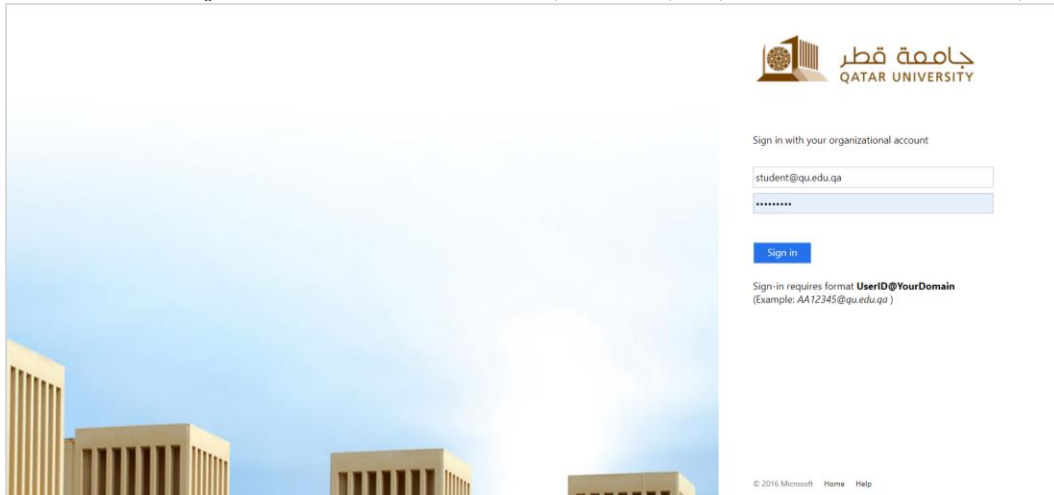 جامعة قطر
QATAR UNIVERSITY
Sign in with your organizational account
student@qu.edu.qa
•••••••••
Sign in
Sign-in requires format UserID@YourDomain
(Example: AA12345@qu.edu.qa )
© 2016 Microsoft Home Help